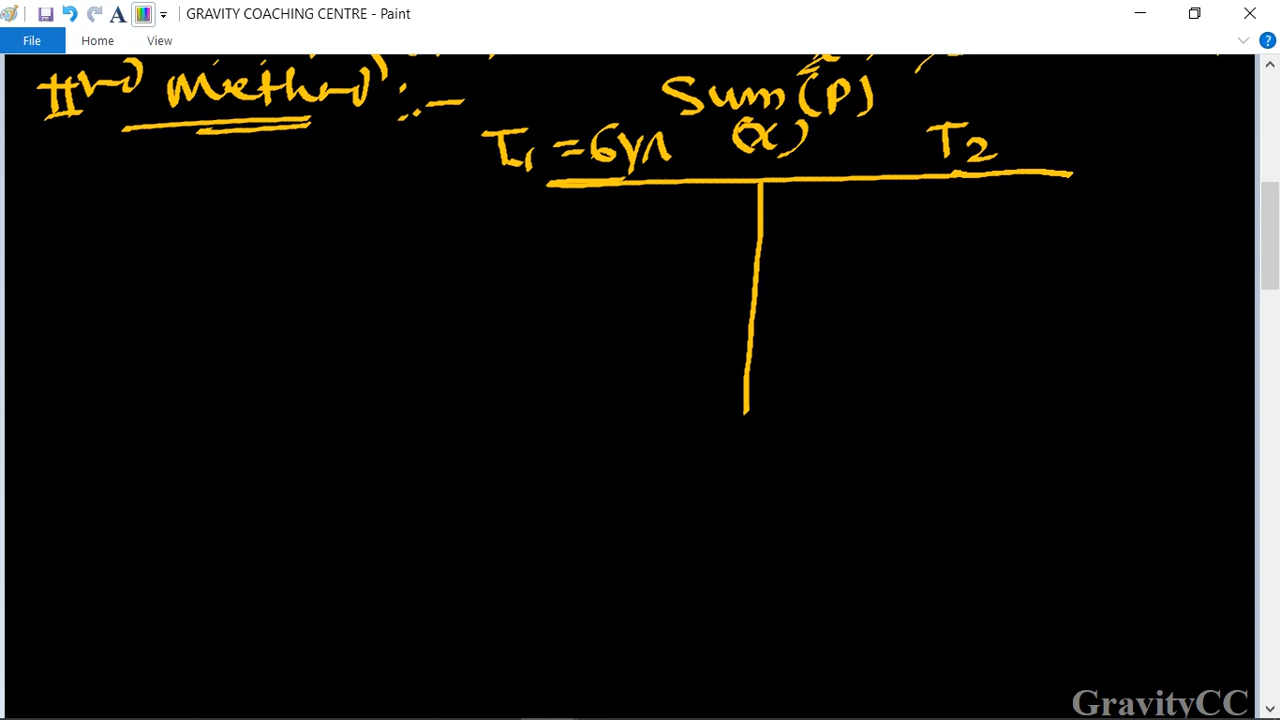 GRAVITY COACHING CENTRE - Paint
File Home View
IInd Method :-
Sum (P)
T1 = 6yr (x) T2
GravityCC